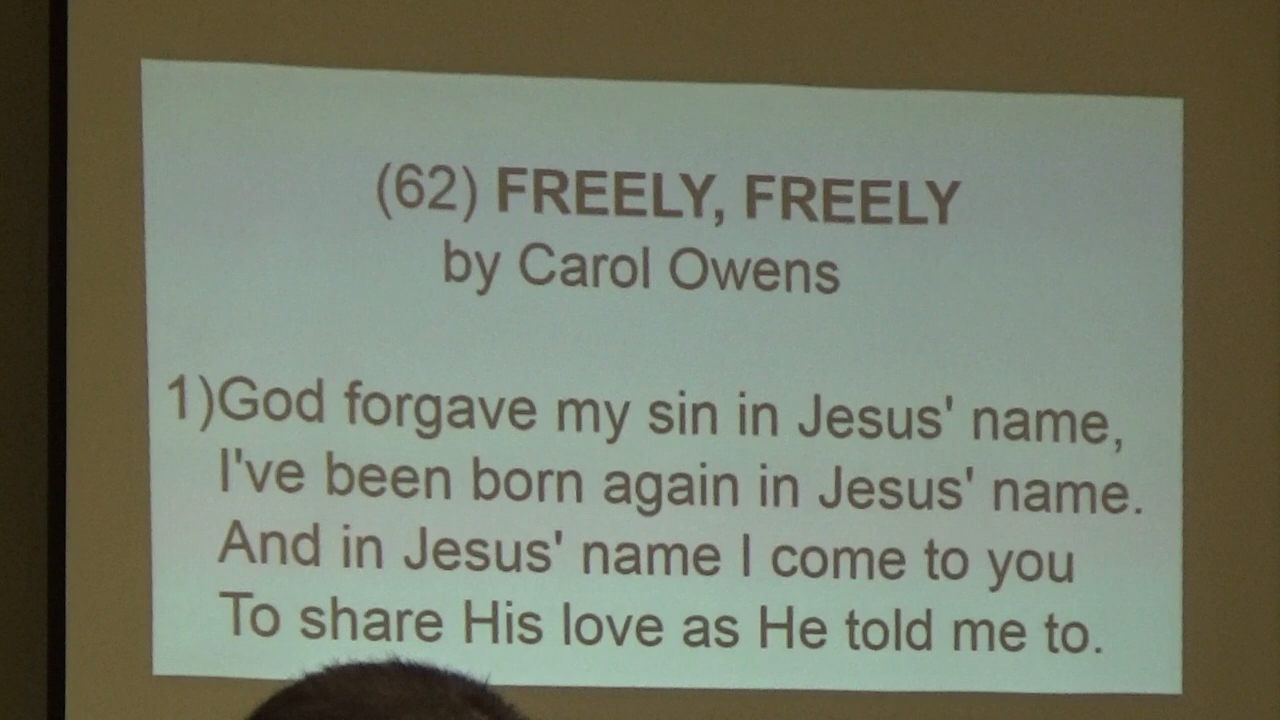 (62) FREELY, FREELY
by Carol Owens
1)God forgave my sin in Jesus' name,
I've been born again in Jesus' name.
And in Jesus' name I come to you
To share His love as He told me to.